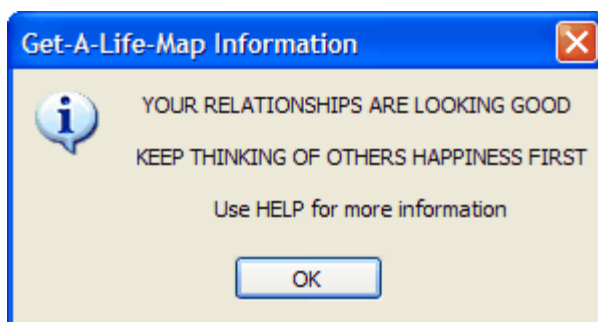 Get-A-Life-Map Information
YOUR RELATIONSHIPS ARE LOOKING GOOD
KEEP THINKING OF OTHERS HAPPINESS FIRST
Use HELP for more information
OK